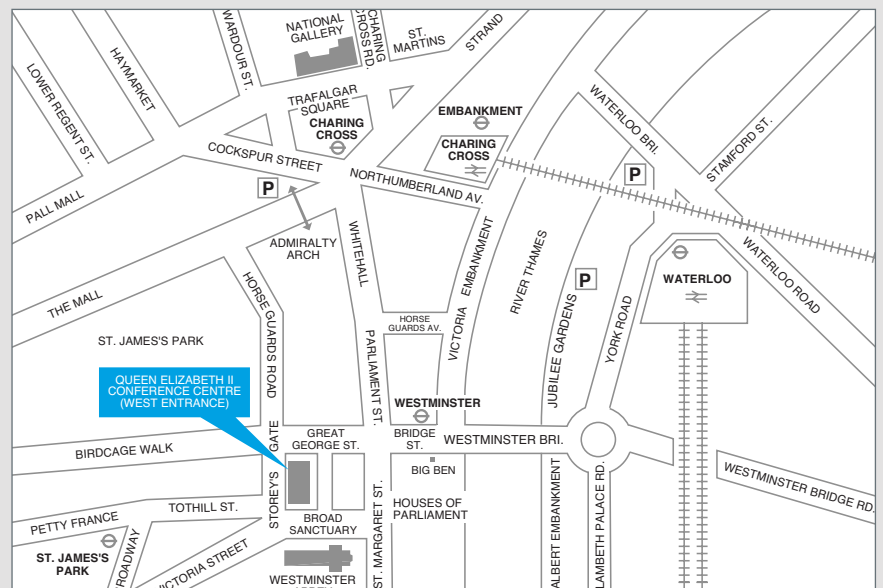 NATIONAL
GALLERY
CHARING
CROSS RD.
ST.
MARTINS
STRAND
WARDOUR ST.
HAYMARKET
LOWER REGENT ST.
TRAFALGAR
SQUARE
CHARING
CROSS
EMBANKMENT
CHARING
CROSS
WATERLOO BRI.
STAMFORD ST.
COCKSPUR STREET
NORTHUMBERLAND AV.
P
P
PALL MALL
ADMIRALTY
ARCH
WHITEHALL
VICTORIA EMBANKMENT
RIVER THAMES
P
WATERLOO
WATERLOO ROAD
THE MALL
HORSE GUARDS ROAD
HORSE
GUARDS AV.
JUBILEE GARDENS
YORK ROAD
ST. JAMES'S PARK
PARLIAMENT ST.
QUEEN ELIZABETH II
CONFERENCE CENTRE
(WEST ENTRANCE)
WESTMINSTER
BIRDCAGE WALK
STOREY'S GATE
GREAT
GEORGE ST.
BRIDGE
ST.
WESTMINSTER BRI.
BIG BEN
WESTMINSTER BRIDGE RD.
TOTHILL ST.
PETTY FRANCE
BROAD
SANCTUARY
ST. MARGARET ST.
HOUSES OF
PARLIAMENT
ALBERT EMBANKMENT
LAMBETH PALACE RD.
ST. JAMES'S
PARK
ROADWAY
ICTORIA STREET
WESTMINSTER